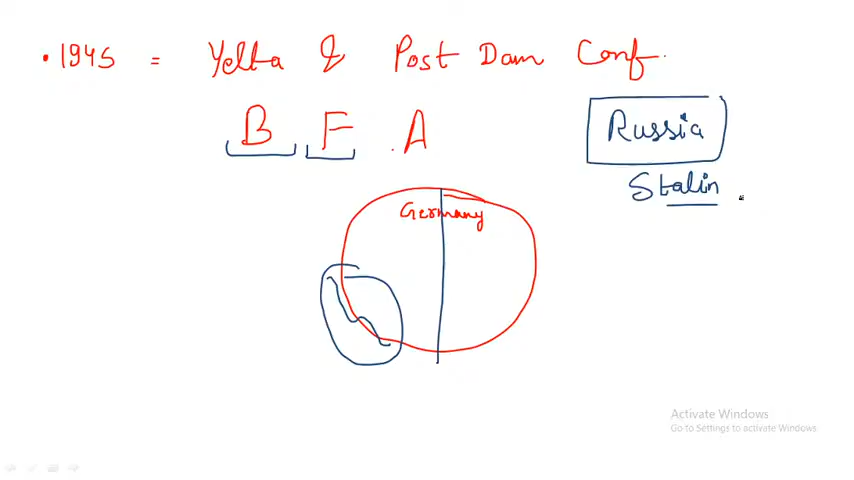 • 1945 = Yelta & Post Dam Conf.
B F A
Russia
Stalin
Germany
Activate Windows
Go to Settings to activate Windows.